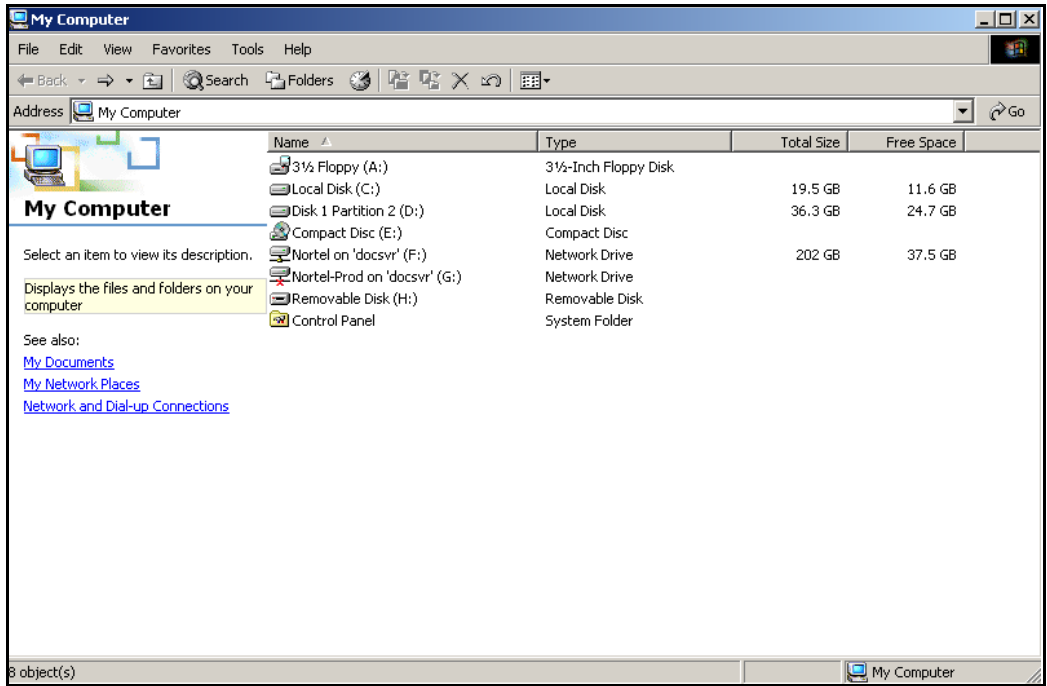 My Computer
File Edit View Favorites Tools Help
Back Search Folders
Address My Computer Go
Name Type Total Size Free Space
3½ Floppy (A:) 3½-Inch Floppy Disk
Local Disk (C:) Local Disk 19.5 GB 11.6 GB
Disk 1 Partition 2 (D:) Local Disk 36.3 GB 24.7 GB
Compact Disc (E:) Compact Disc
Nortel on 'docsvr' (F:) Network Drive 202 GB 37.5 GB
Nortel-Prod on 'docsvr' (G:) Network Drive
Removable Disk (H:) Removable Disk
Control Panel System Folder
My Computer
Select an item to view its description.
Displays the files and folders on your
computer
See also:
My Documents
My Network Places
Network and Dial-up Connections
8 object(s) My Computer